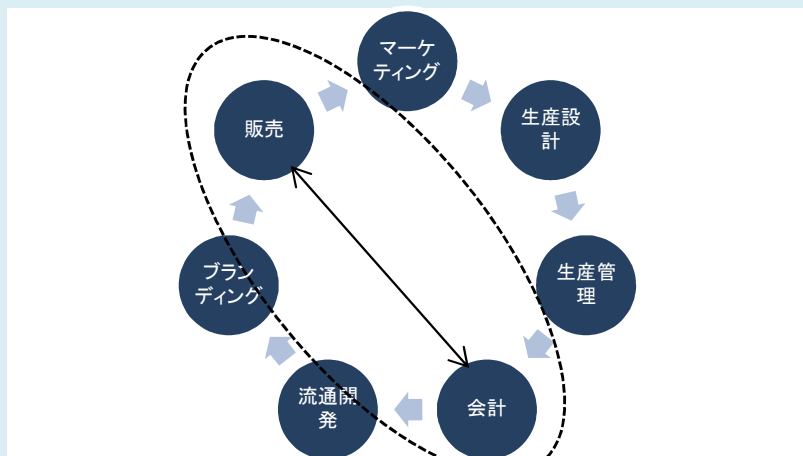 マーケ
ティング
販売
生産設
計
ブラン
ディング
生産管
理
流通開
発
会計